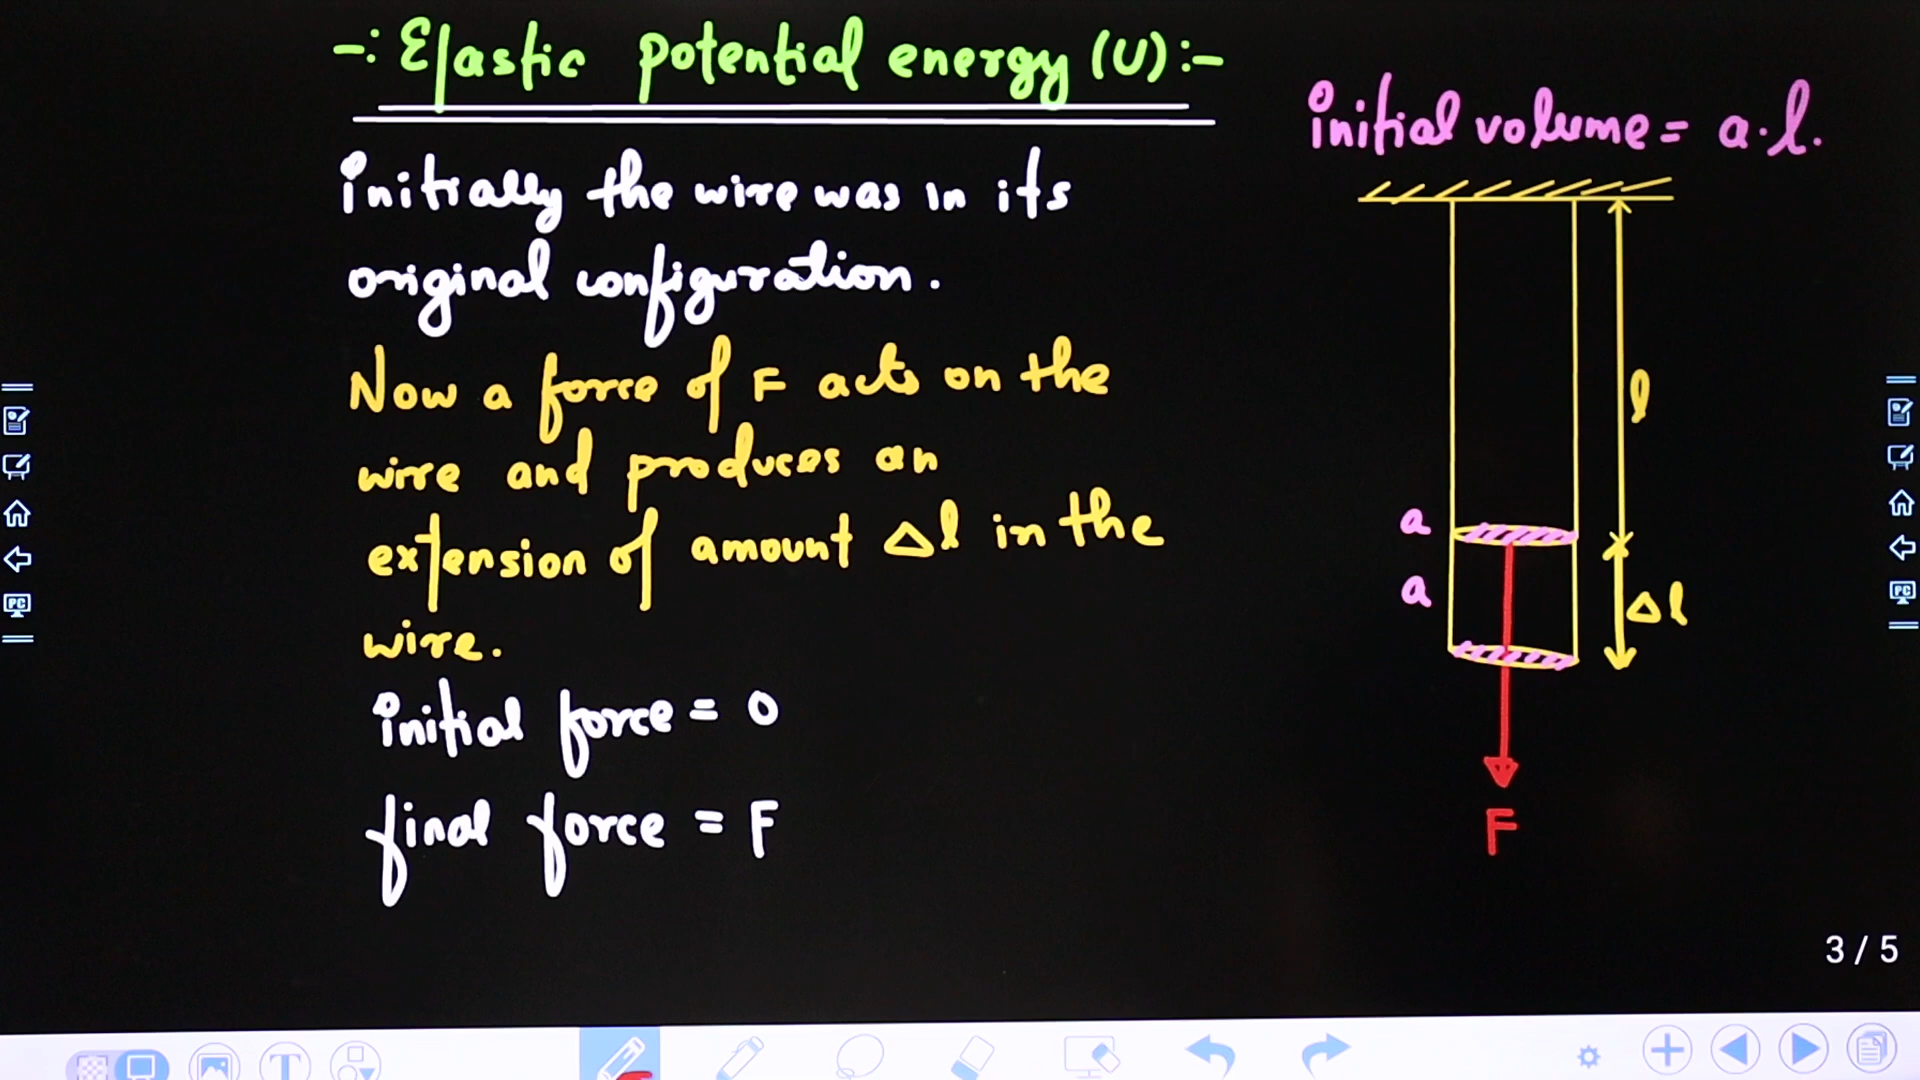 -: Elastic potential energy (U) :-
initial volume = a.l.
initially the wire was in its
original configuration.
Now a force of F acts on the
wire and produces an
extension of amount Δl in the
wire.
initial force = 0
final force = F
l
a
a
Δl
F
3 / 5
PC
PC
T